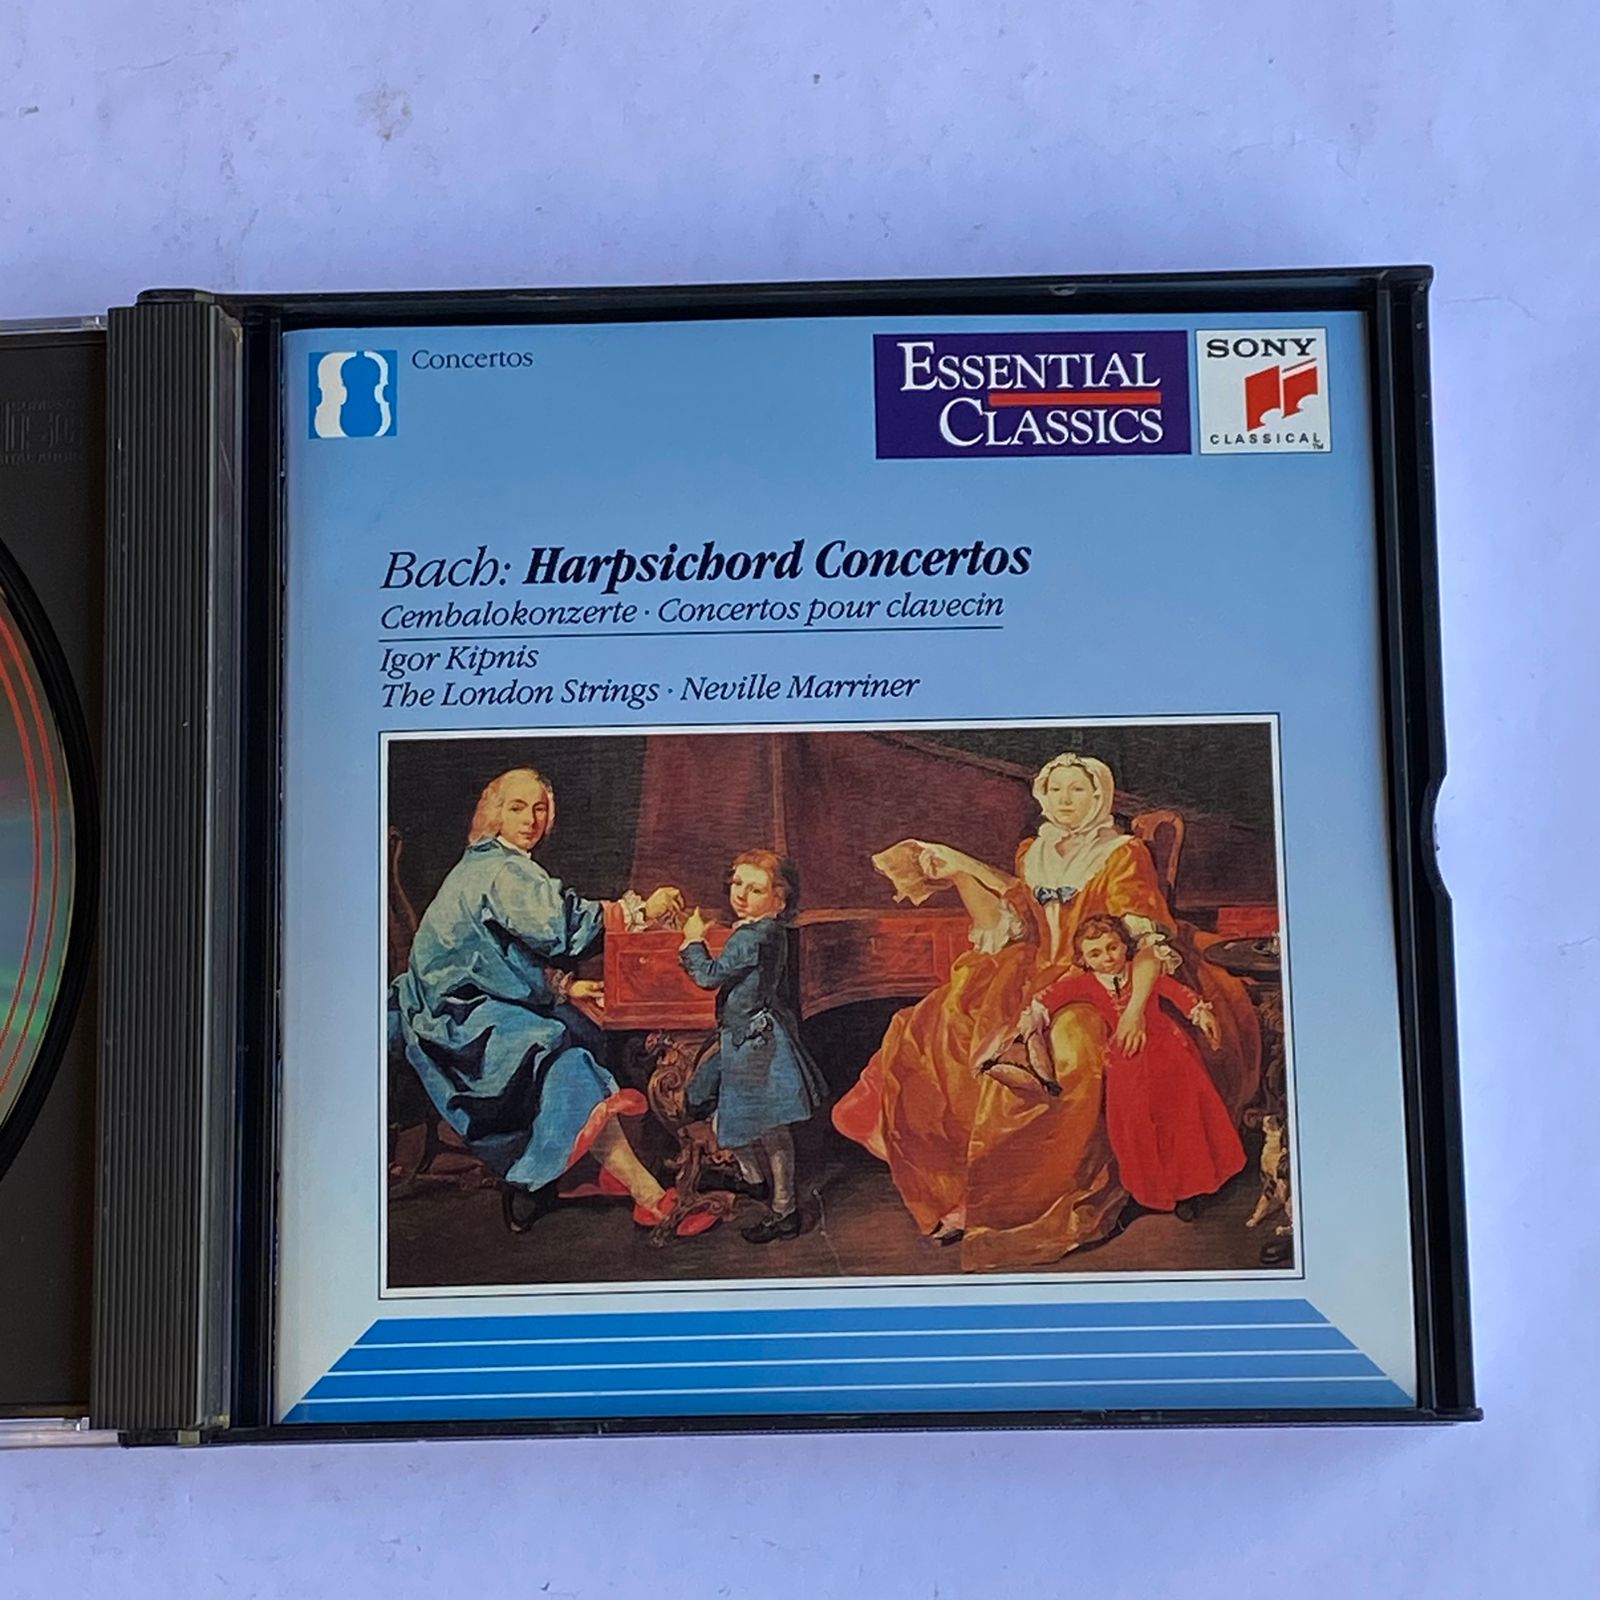 Concertos
ESSENTIAL
CLASSICS
SONY
CLASSICAL
TM
Bach: Harpsichord Concertos
Cembalokonzerte · Concertos pour clavecin
Igor Kipnis
The London Strings · Neville Marriner